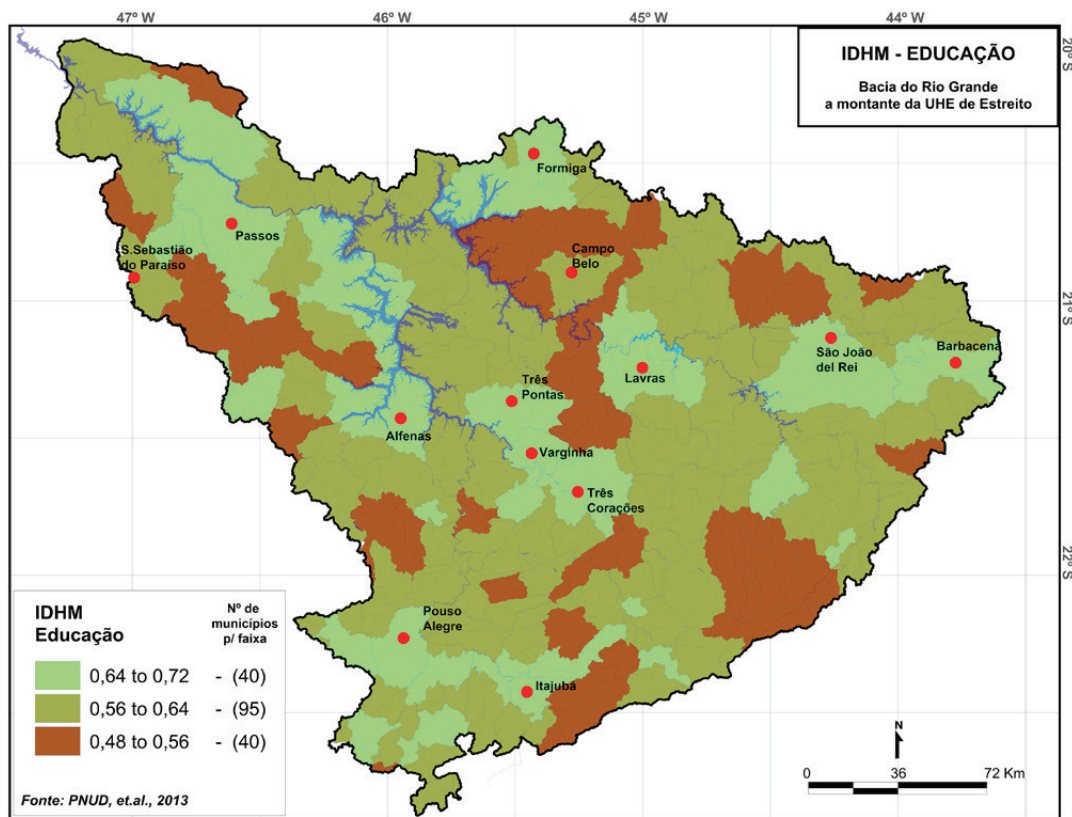 47°W
46°W
45°W
44°W
20°S
21°S
22°S
IDHM - EDUCAÇÃO
Bacia do Rio Grande
a montante da UHE de Estreito
Formiga
Passos
S.Sebastião
do Paraíso
Campo
Belo
São João
del Rei
Barbacena
Lavras
Três
Pontas
Alfenas
Varginha
Três
Corações
Pouso
Alegre
Itajubá
IDHM
Educação
Nº de
municípios
p/ faixa
0,64 to 0,72 - (40)
0,56 to 0,64 - (95)
0,48 to 0,56 - (40)
Fonte: PNUD, et.al., 2013
N
0 36 72 Km